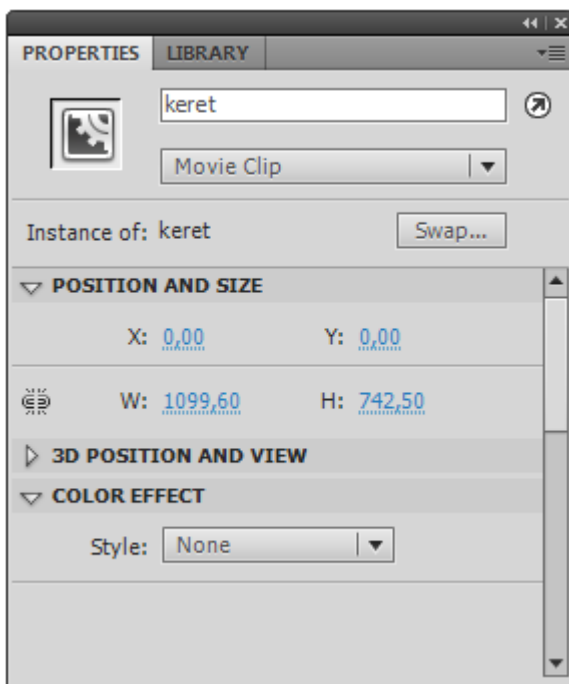 PROPERTIES LIBRARY
keret
Movie Clip
Instance of: keret Swap...
POSITION AND SIZE
X: 0,00 Y: 0,00
W: 1099,60 H: 742,50
3D POSITION AND VIEW
COLOR EFFECT
Style: None